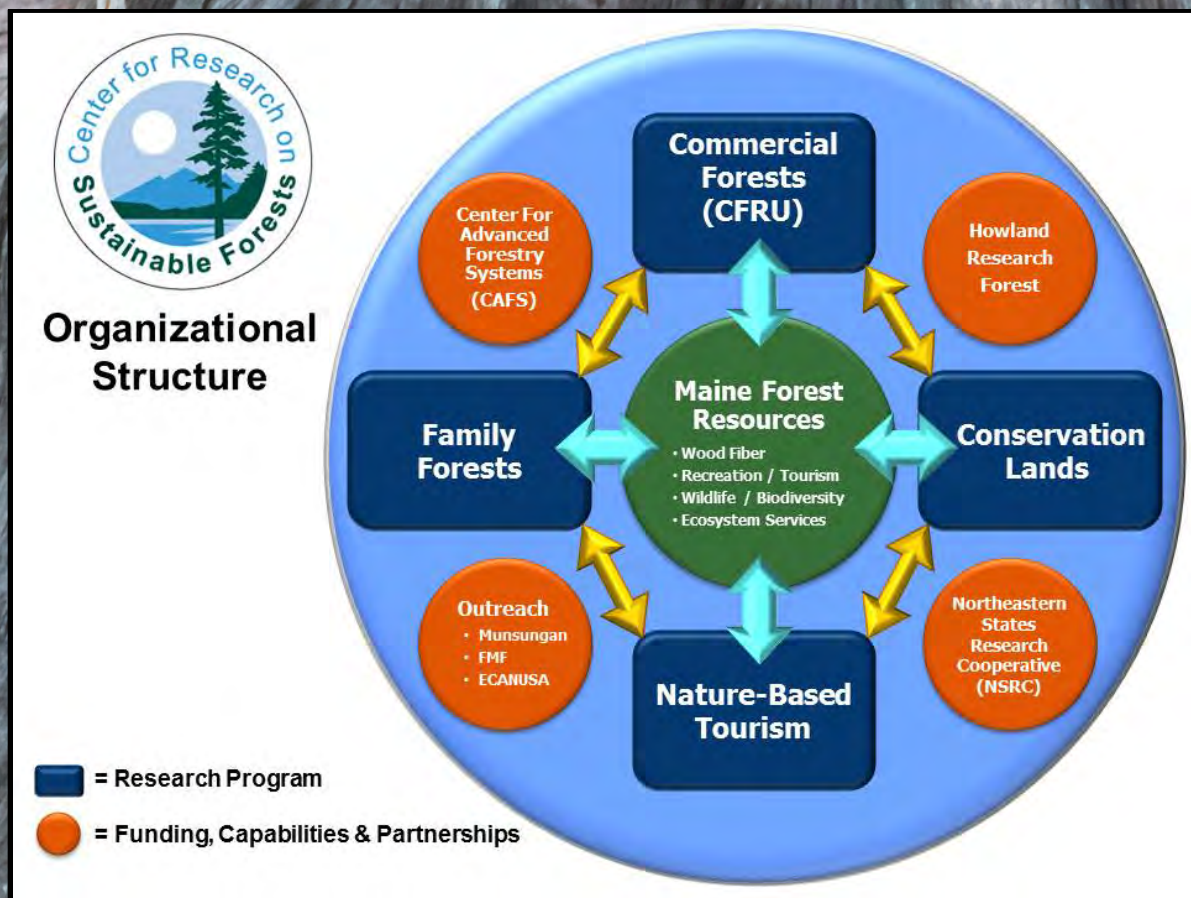 Center for Research on
Sustainable Forests
Organizational
Structure
Commercial
Forests
(CFRU)
Center For
Advanced
Forestry
Systems
(CAFS)
Howland
Research
Forest
Maine Forest
Resources
• Wood Fiber
• Recreation / Tourism
• Wildlife / Biodiversity
• Ecosystem Services
Family
Forests
Conservation
Lands
Outreach
• Munsungan
• FMF
• ECANUSA
Northeastern
States
Research
Cooperative
(NSRC)
Nature-Based
Tourism
= Research Program
= Funding, Capabilities & Partnerships